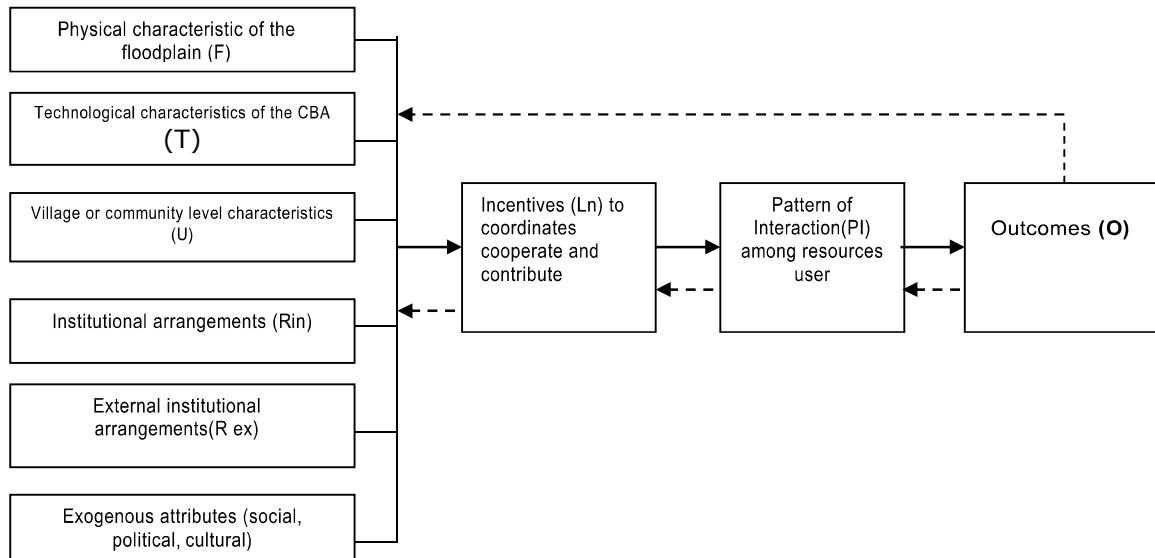 Physical characteristic of the
floodplain (F)
Technological characteristics of the CBA
(T)
Village or community level characteristics
(U)
Institutional arrangements (Rin)
External institutional
arrangements(R ex)
Exogenous attributes (social,
political, cultural)
Incentives (Ln) to
coordinates
cooperate and
contribute
Pattern of
Interaction(PI)
among resources
user
Outcomes (O)